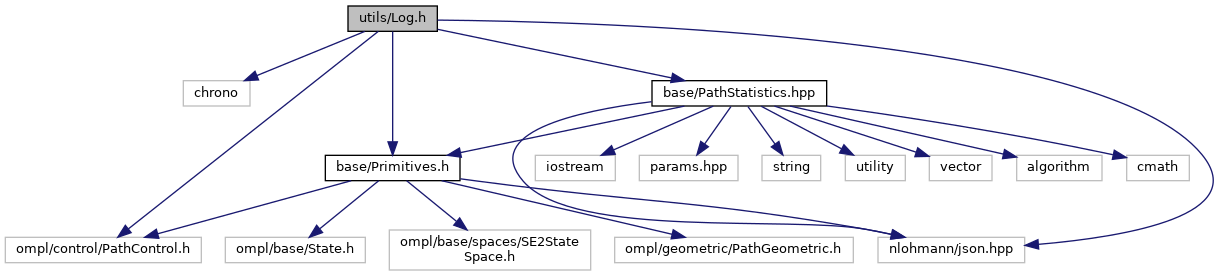 utils/Log.h
chrono
base/PathStatistics.hpp
base/Primitives.h
iostream
params.hpp
string
utility
vector
algorithm
cmath
ompl/control/PathControl.h
ompl/base/State.h
ompl/base/spaces/SE2State
Space.h
ompl/geometric/PathGeometric.h
nlohmann/json.hpp